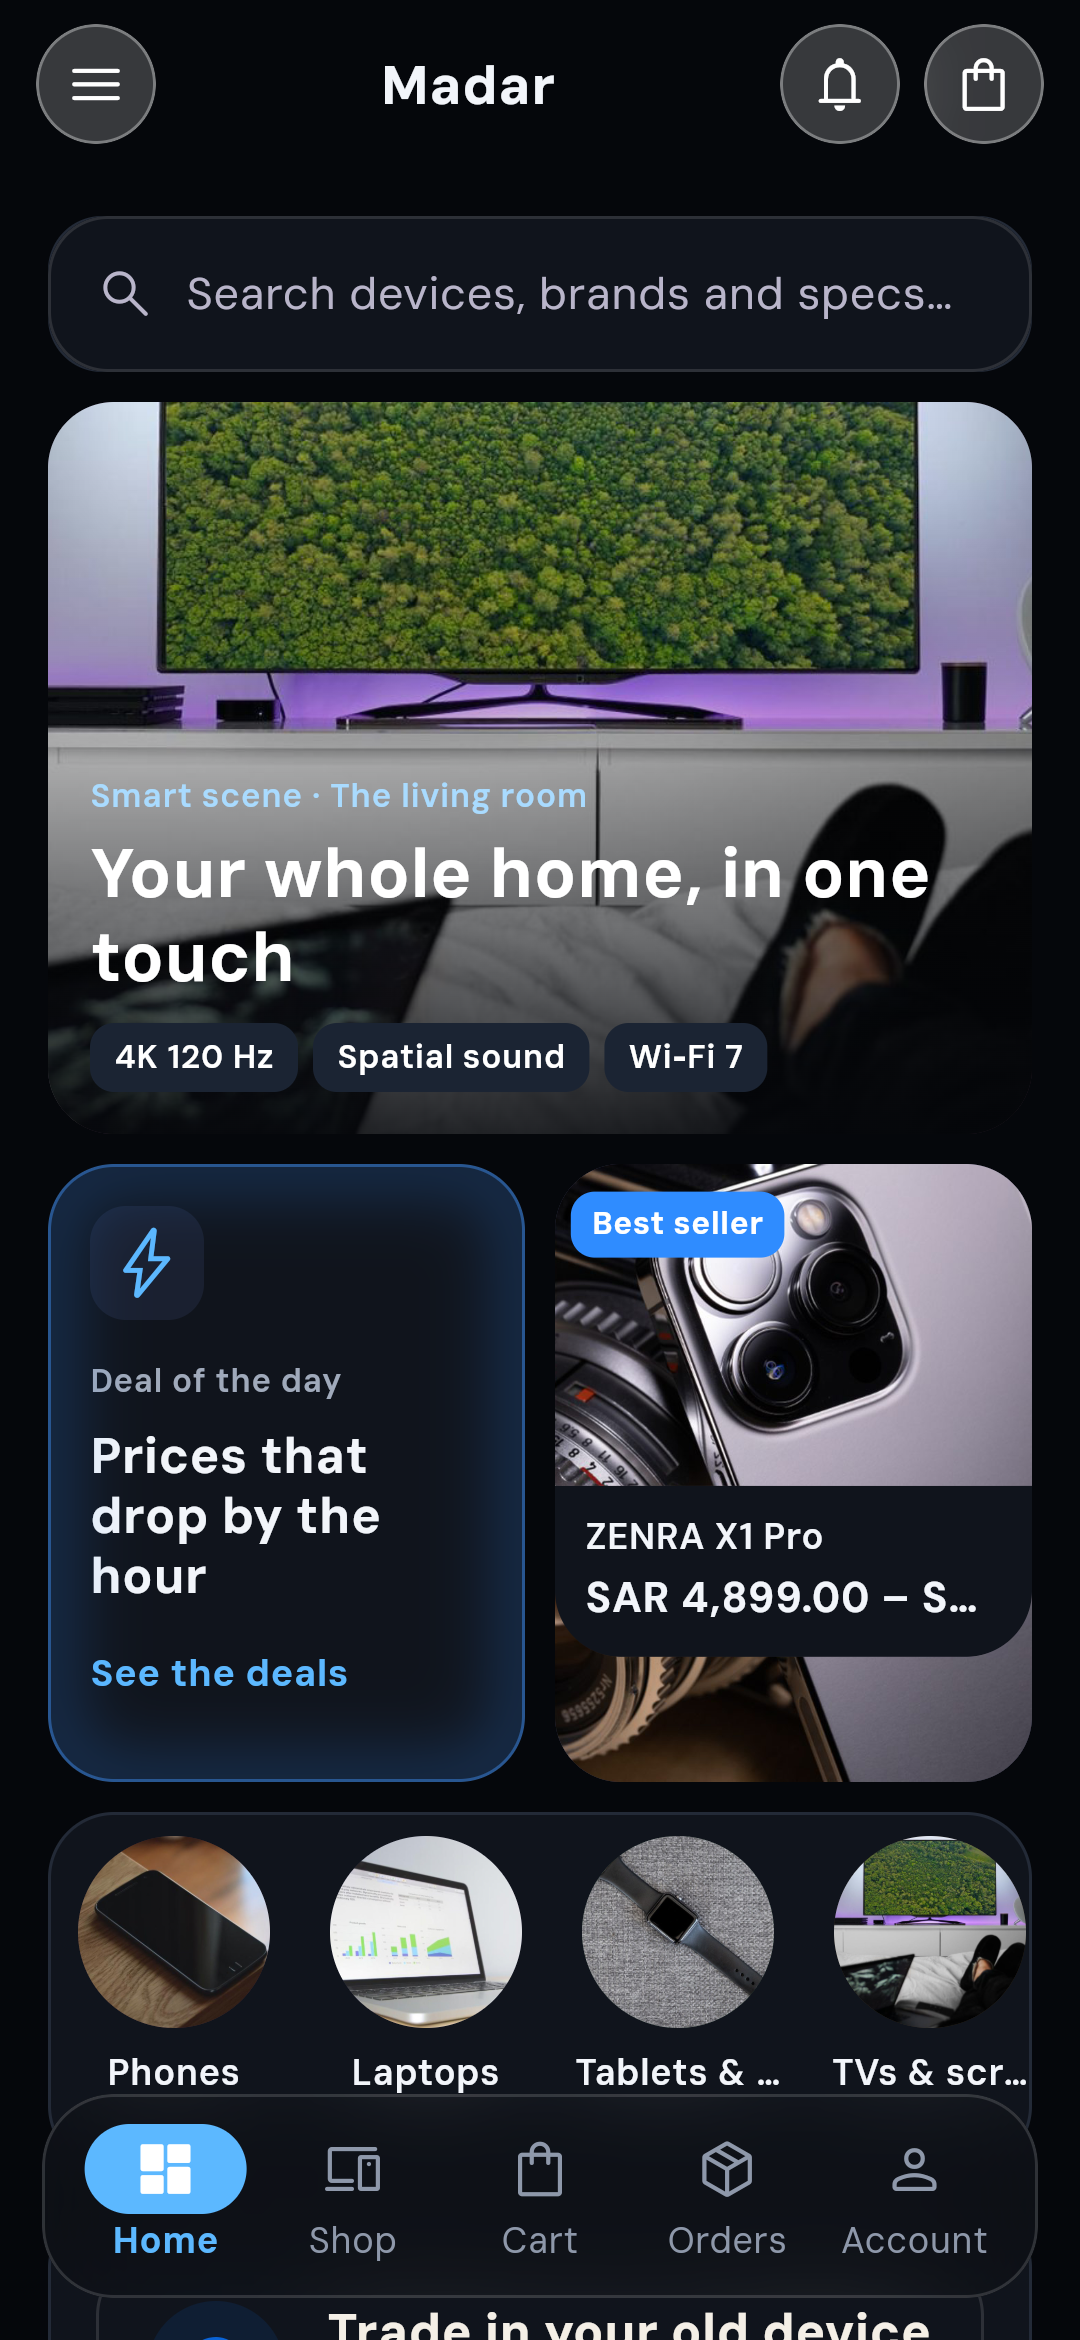 Madar
Search devices, brands and specs...
Smart scene · The living room
Your whole home, in one
touch
4K 120 Hz
Spatial sound
Wi-Fi 7
Deal of the day
Prices that
drop by the
hour
See the deals
Best seller
ZENRA X1 Pro
SAR 4,899.00 – S...
Phones
Laptops
Tablets & ...
TVs & scr...
Home
Shop
Cart
Orders
Account
Trade in your old device